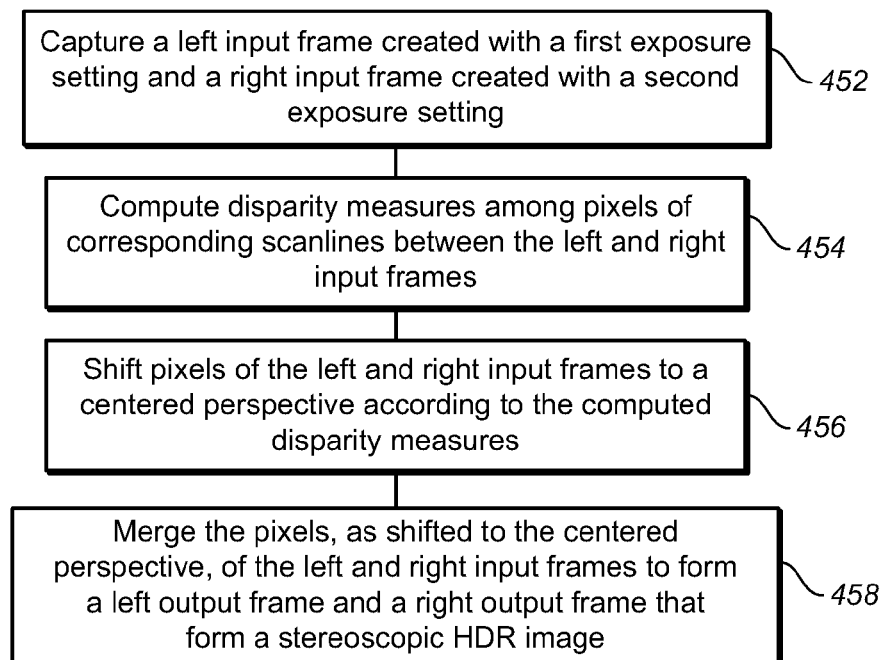 Capture a left input frame created with a first exposure
setting and a right input frame created with a second
exposure setting
452
Compute disparity measures among pixels of
corresponding scanlines between the left and right
input frames
454
Shift pixels of the left and right input frames to a
centered perspective according to the computed
disparity measures
456
Merge the pixels, as shifted to the centered
perspective, of the left and right input frames to form
a left output frame and a right output frame that
form a stereoscopic HDR image
458